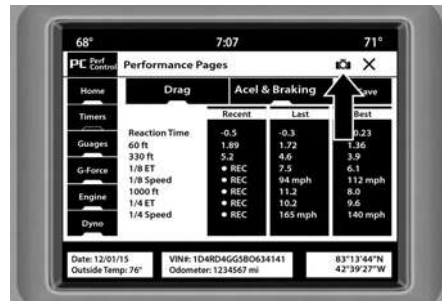 68° 7:07 71°
PC Perf Control Performance Pages
Home Drag Acel & Braking Save
Timers Recent Last Best
Reaction Time -0.5 -0.3 0.23
60 ft 1.89 1.72 1.36
Guages 330 ft 5.2 4.6 3.9
1/8 ET • REC 7.5 6.1
G-Force 1/8 Speed • REC 94 mph 112 mph
1000 ft • REC 11.2 8.0
Engine 1/4 ET • REC 10.2 9.6
1/4 Speed • REC 165 mph 140 mph
Dyno
Date: 12/01/15 VIN#: 1D4RD4GG5BO634141 83°13'44"N
Outside Temp: 76° Odometer: 1234567 mi 42°39'27"W